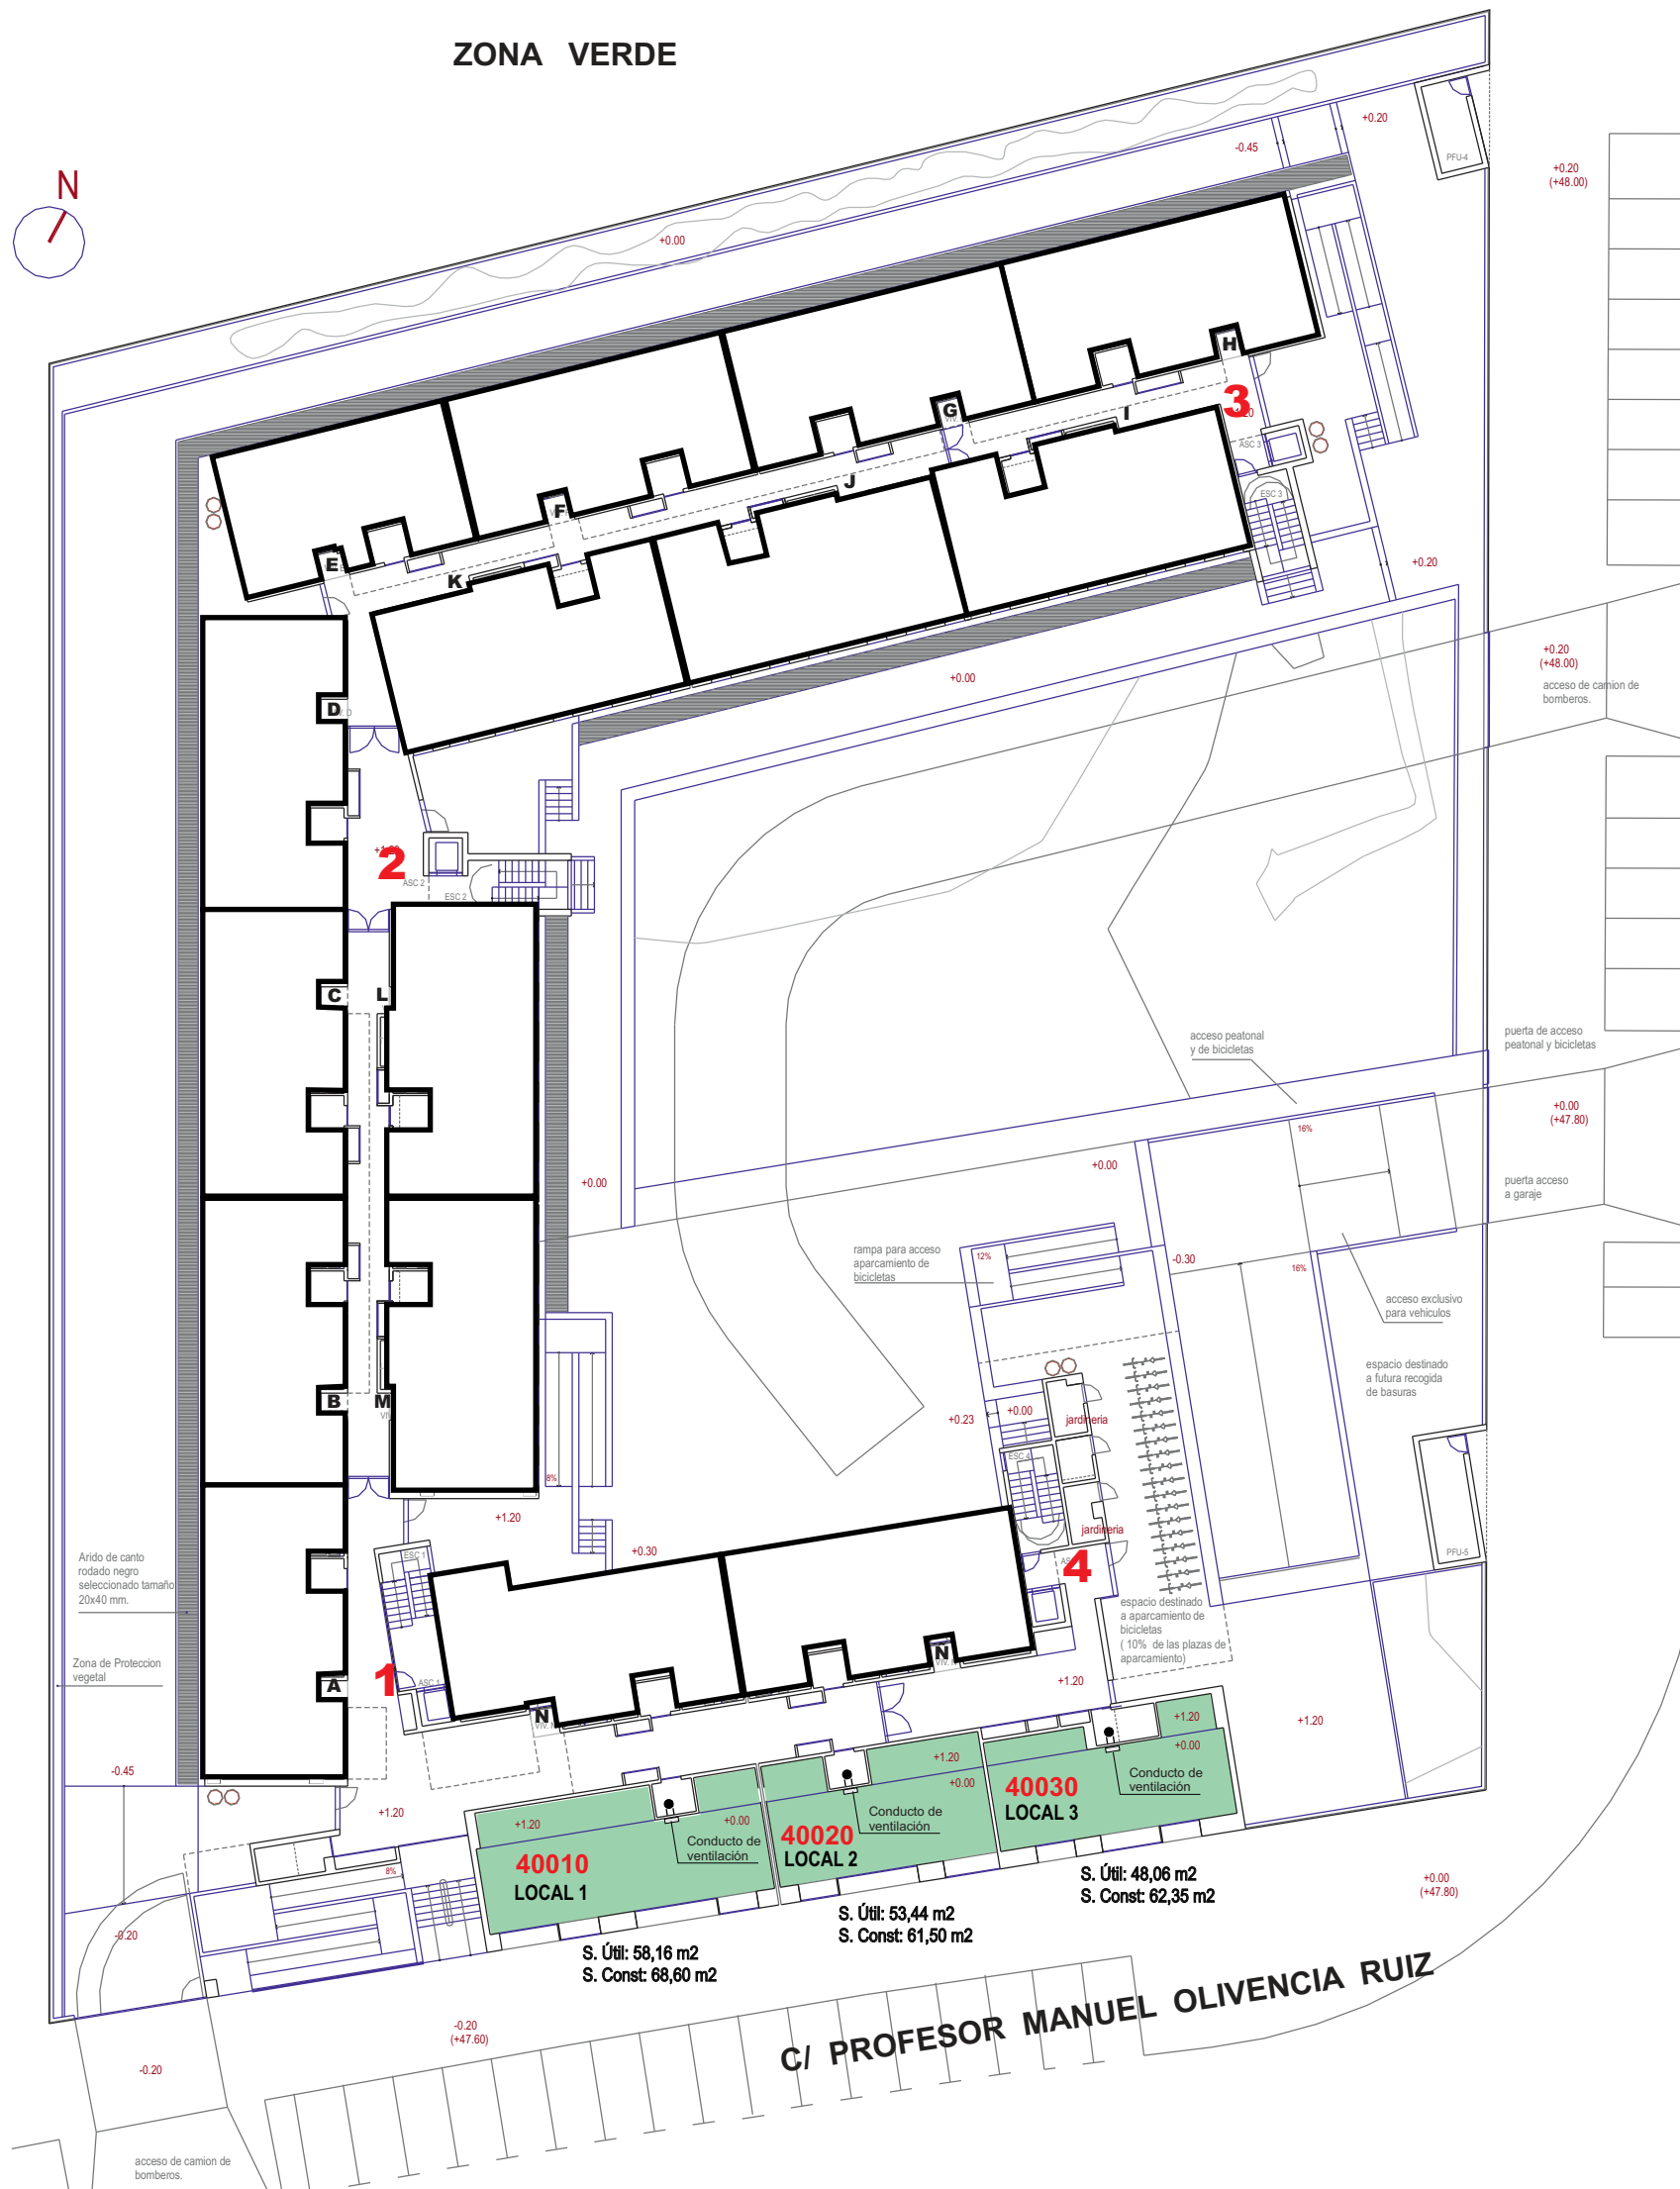 ZONA VERDE
N
+0.20
-0.45
PFU-4
+0.20
(+48.00)
+0.00
H
3
G
I
ASC 3
J
ESC 3
F
E
K
+0.20
+0.20
(+48.00)
acceso de camion de
bomberos.
+0.00
D
2
ASC 2
ESC 2
C
L
acceso peatonal
y de bicicletas
puerta de acceso
peatonal y bicicletas
+0.00
(+47.80)
16%
+0.00
+0.00
puerta acceso
a garaje
rampa para acceso
aparcamiento de
bicicletas
12%
-0.30
16%
acceso exclusivo
para vehiculos
espacio destinado
a futura recogida
de basuras
B
M
+0.23
+0.00
jardineria
ESC 4
8%
+1.20
+0.30
jardineria
PFU-5
Arido de canto
rodado negro
seleccionado tamaño
20x40 mm.
ESC 1
4
espacio destinado
a aparcamiento de
bicicletas
( 10% de las plazas de
aparcamiento)
Zona de Proteccion
vegetal
A
1
ASC 1
N
N
+1.20
+1.20
+1.20
+0.00
-0.45
+1.20
+1.20
+0.00
+1.20
+0.00
Conducto de
ventilación
40030
LOCAL 3
Conducto de
ventilación
40020
LOCAL 2
Conducto de
ventilación
40010
LOCAL 1
8%
S. Útil: 48,06 m2
S. Const: 62,35 m2
+0.00
(+47.80)
S. Útil: 53,44 m2
S. Const: 61,50 m2
-0.20
S. Útil: 58,16 m2
S. Const: 68,60 m2
C/ PROFESOR MANUEL OLIVENCIA RUIZ
-0.20
(+47.60)
-0.20
acceso de camion de
bomberos.